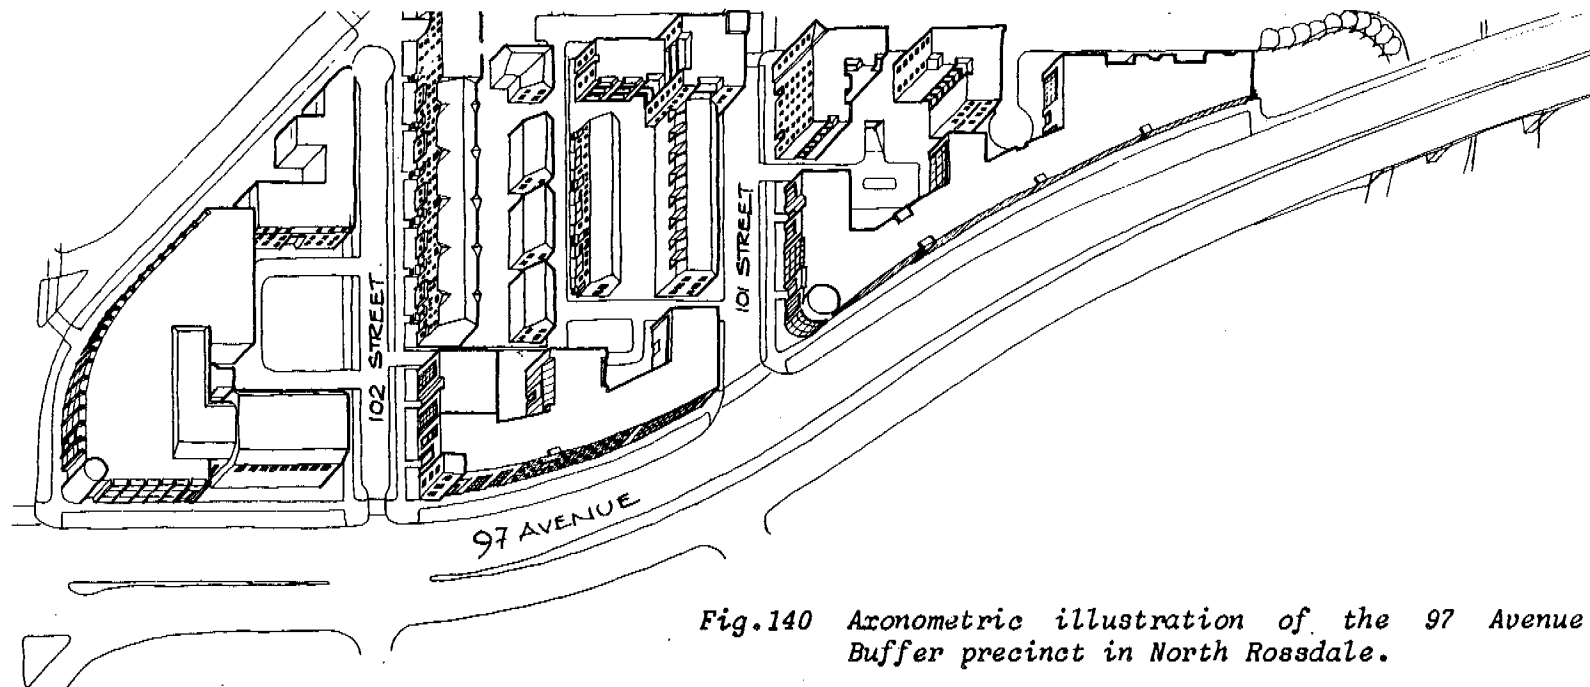 101 STREET
102 STREET
97 AVENUE
Fig.140 Axonometric illustration of the 97 Avenue
Buffer precinct in North Rossdale.